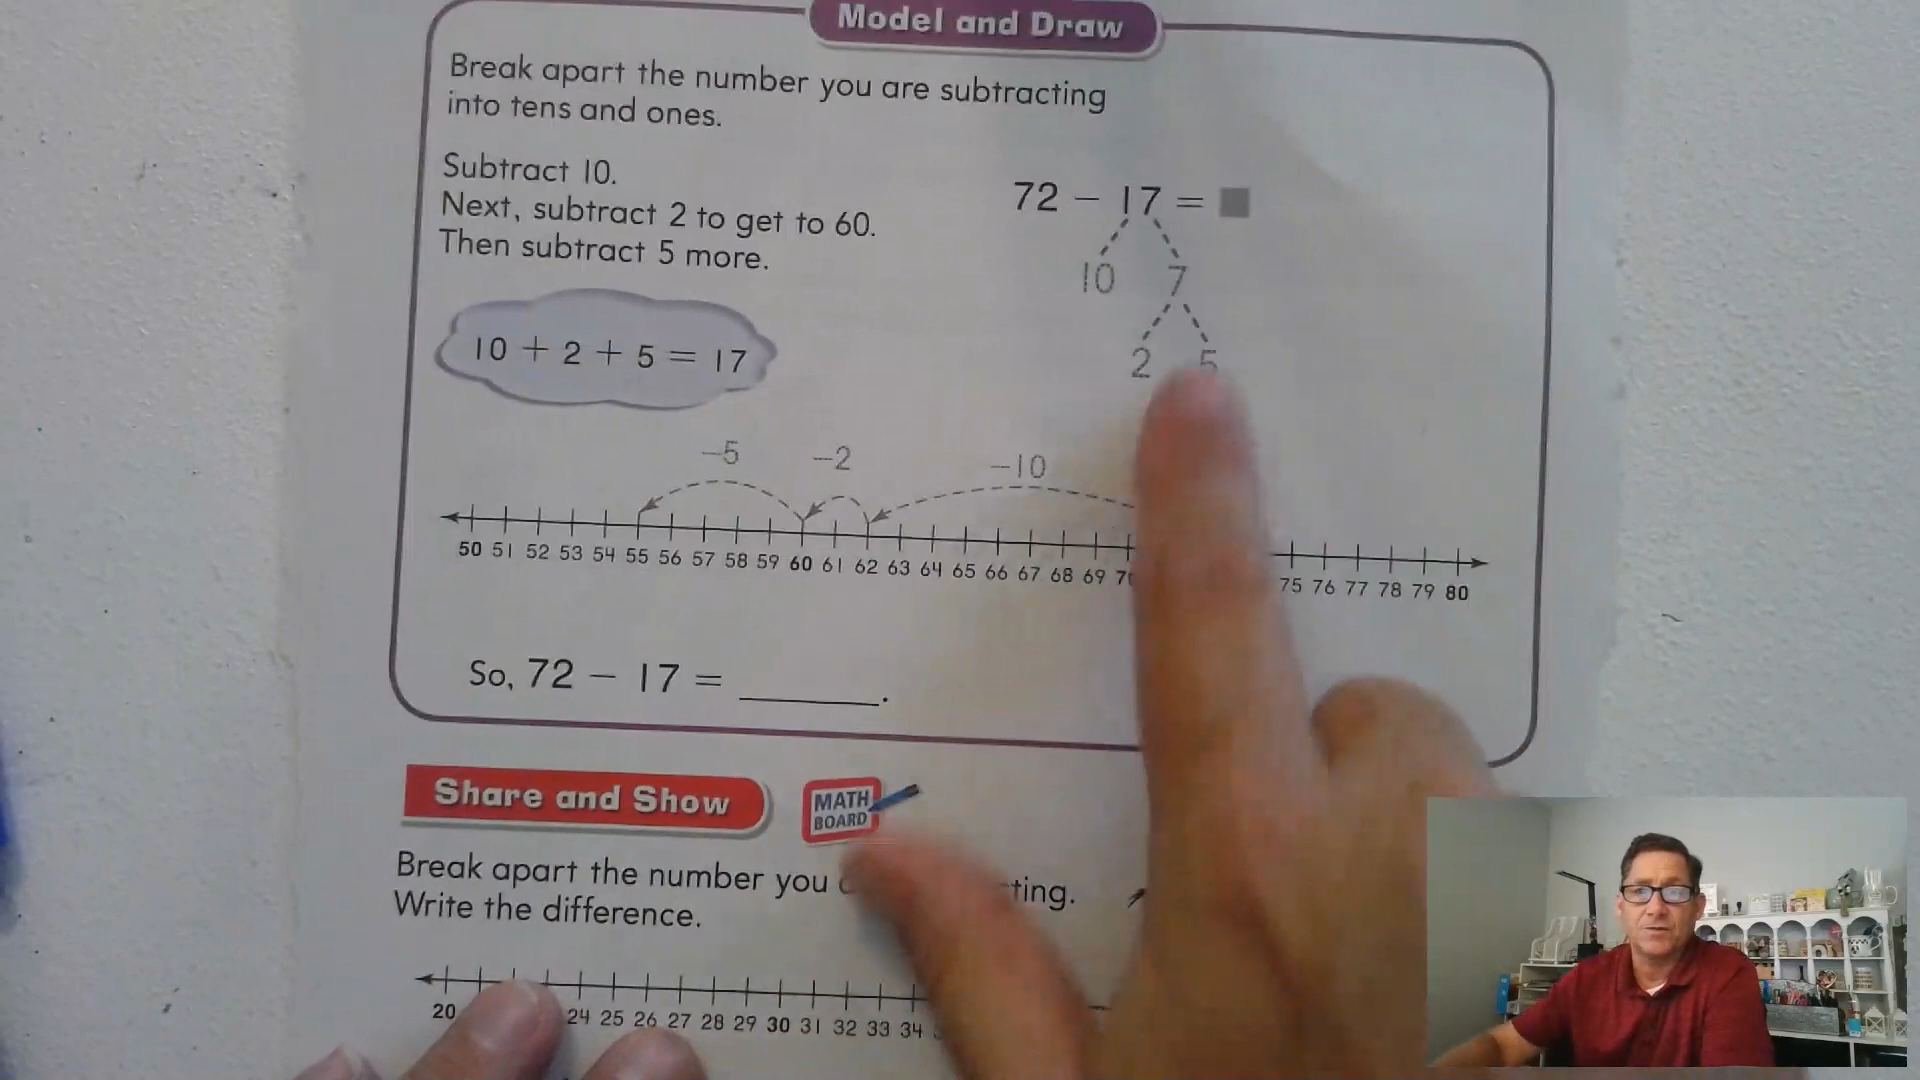 Model and Draw
Break apart the number you are subtracting
into tens and ones.
Subtract 10.
Next, subtract 2 to get to 60.
Then subtract 5 more.
72 − 17 = ■
10 7
2 5
10 + 2 + 5 = 17
−5 −2 −10
50 51 52 53 54 55 56 57 58 59 60 61 62 63 64 65 66 67 68 69 75 76 77 78 79 80
So, 72 − 17 = ______.
Share and Show
MATH
BOARD
Break apart the number you
Write the difference.
20 24 25 26 27 28 29 30 31 32 33 34